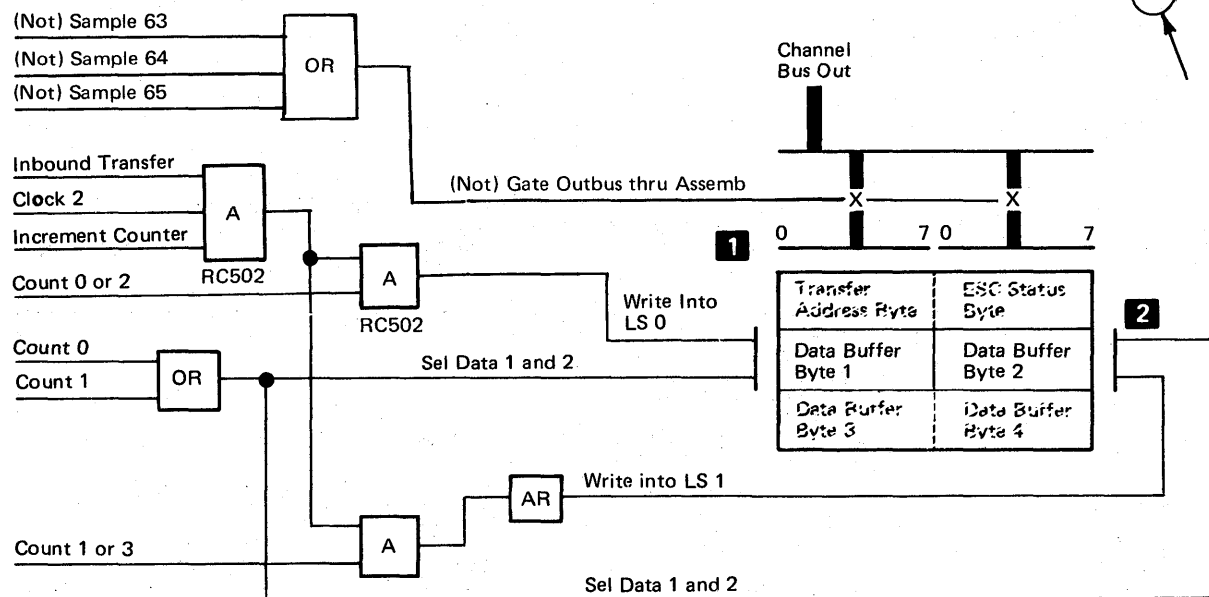 (Not) Sample 63
(Not) Sample 64
(Not) Sample 65
OR
Channel
Bus Out
Inbound Transfer
Clock 2
Increment Counter
A
RC502
(Not) Gate Outbus thru Assemb
X
X
1
0 7 0 7
Count 0 or 2
A
RC502
Write Into
LS 0
Transfer
Address Byte
ESC Status
Byte
2
Count 0
Count 1
OR
Sel Data 1 and 2
Data Buffer
Byte 1
Data Buffer
Byte 2
Data Buffer
Byte 3
Data Buffer
Byte 4
AR
Write into LS 1
Count 1 or 3
A
Sel Data 1 and 2